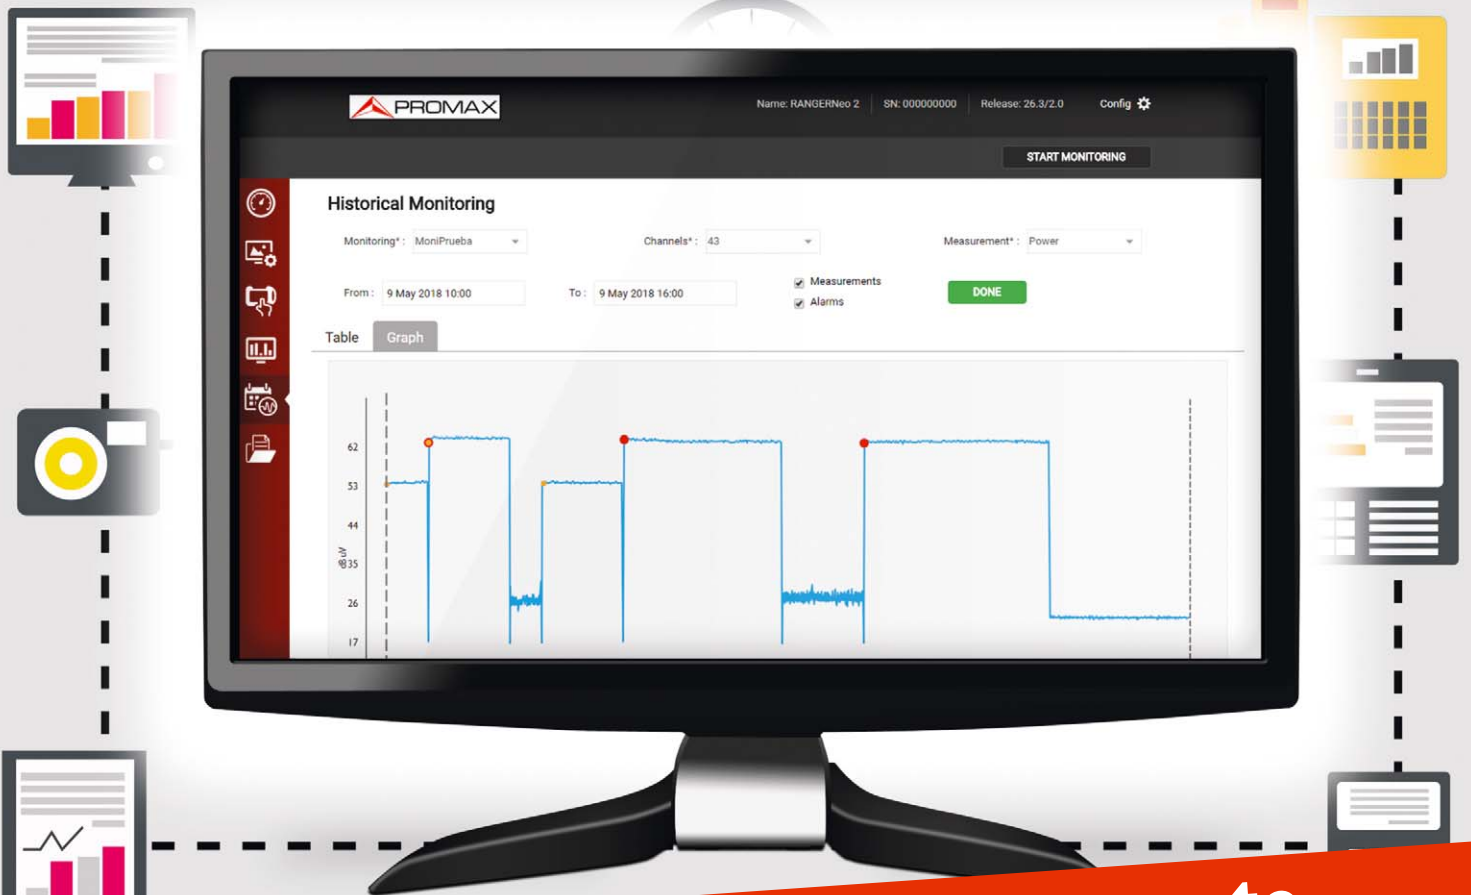 PROMAX
Name: RANGERNeo 2 SN: 000000000 Release: 26.3/2.0 Config
START MONITORING
Historical Monitoring
Monitoring* : MoniPrueba Channels* : 43 Measurement* : Power
From : 9 May 2018 10:00 To : 9 May 2018 16:00 Measurements DONE
Alarms
Table Graph
62
53
44
dBuV
35
26
17